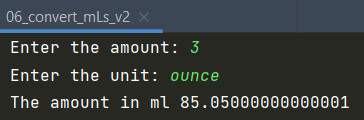 06_convert_mLs_v2
Enter the amount: 3
Enter the unit: ounce
The amount in ml 85.05000000000001